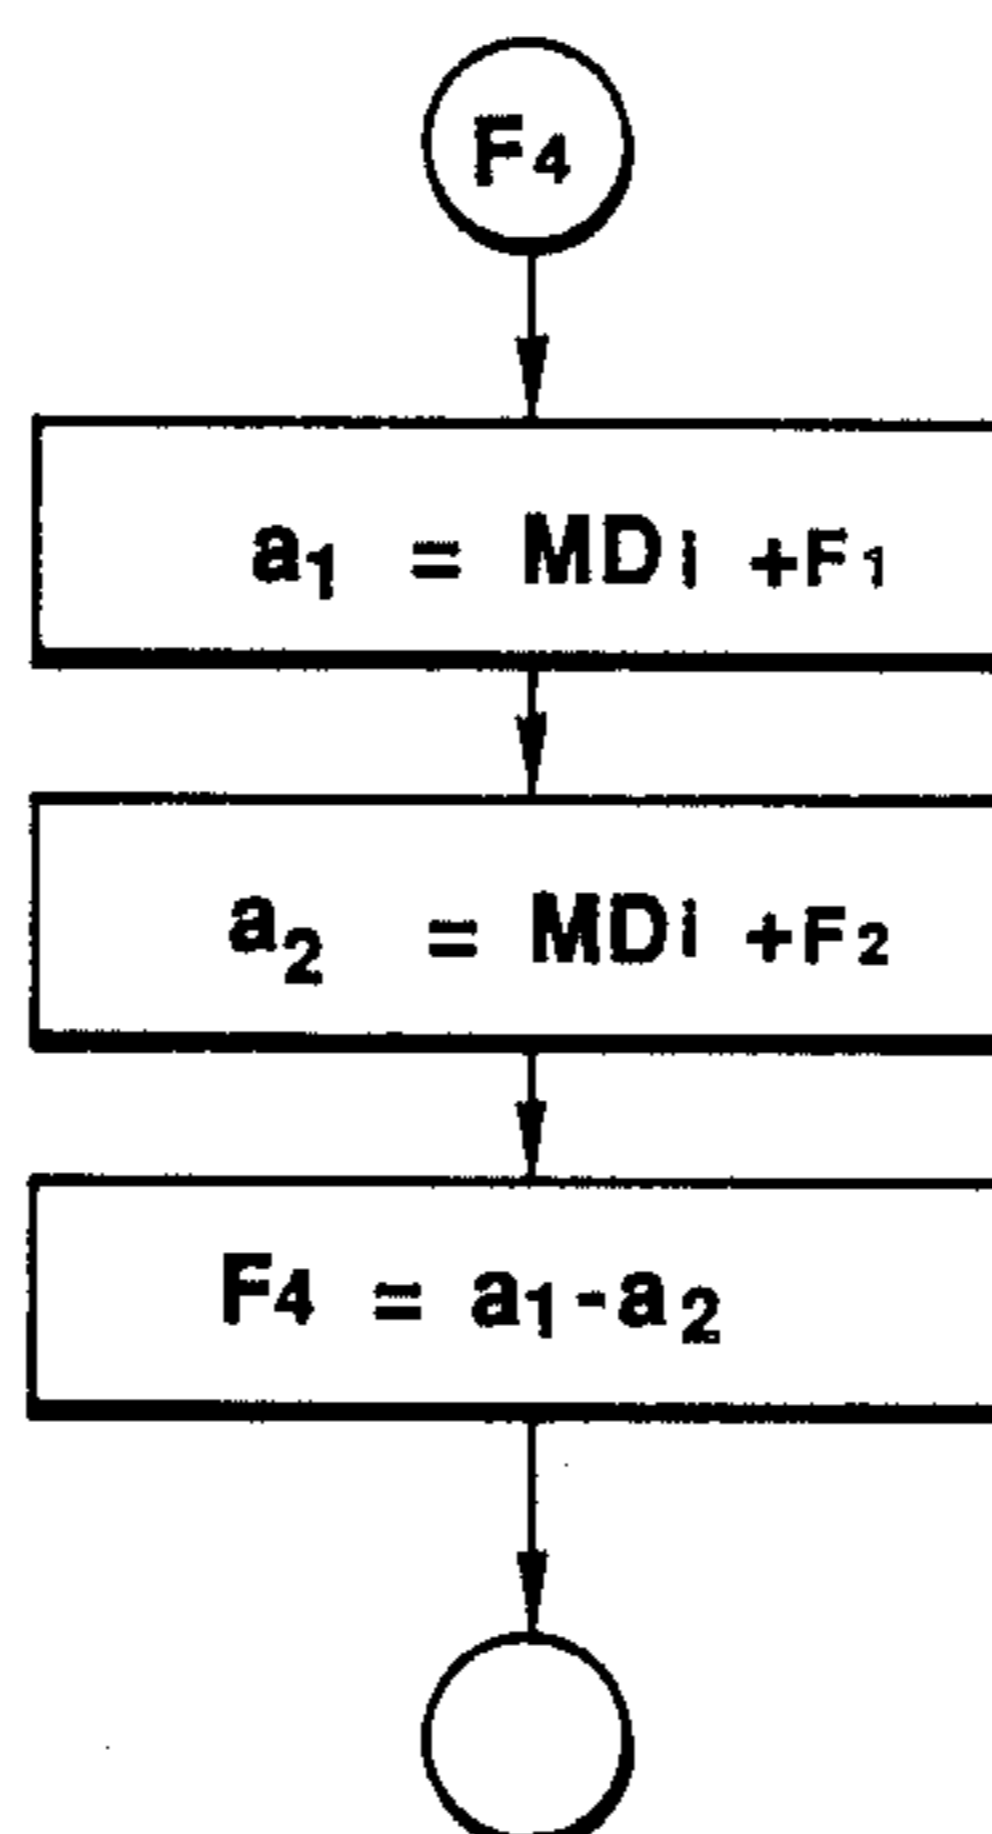 F4
a1 = MDi +F1
a2 = MDi +F2
F4 = a1-a2